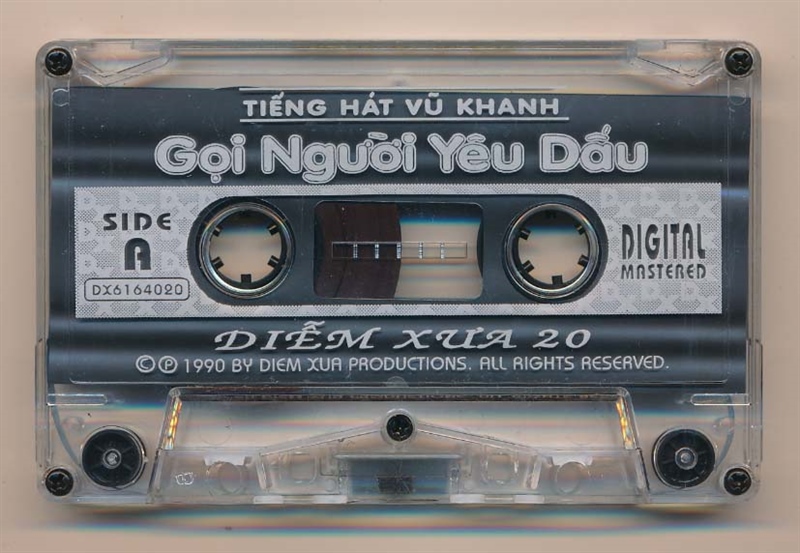 TIẾNG HÁT VŨ KHANH
Gọi Người Yêu Dấu
SIDE
A
DX6164020
DIGITAL
MASTERED
DIỄM XƯA 20
©℗ 1990 BY DIEM XUA PRODUCTIONS. ALL RIGHTS RESERVED.